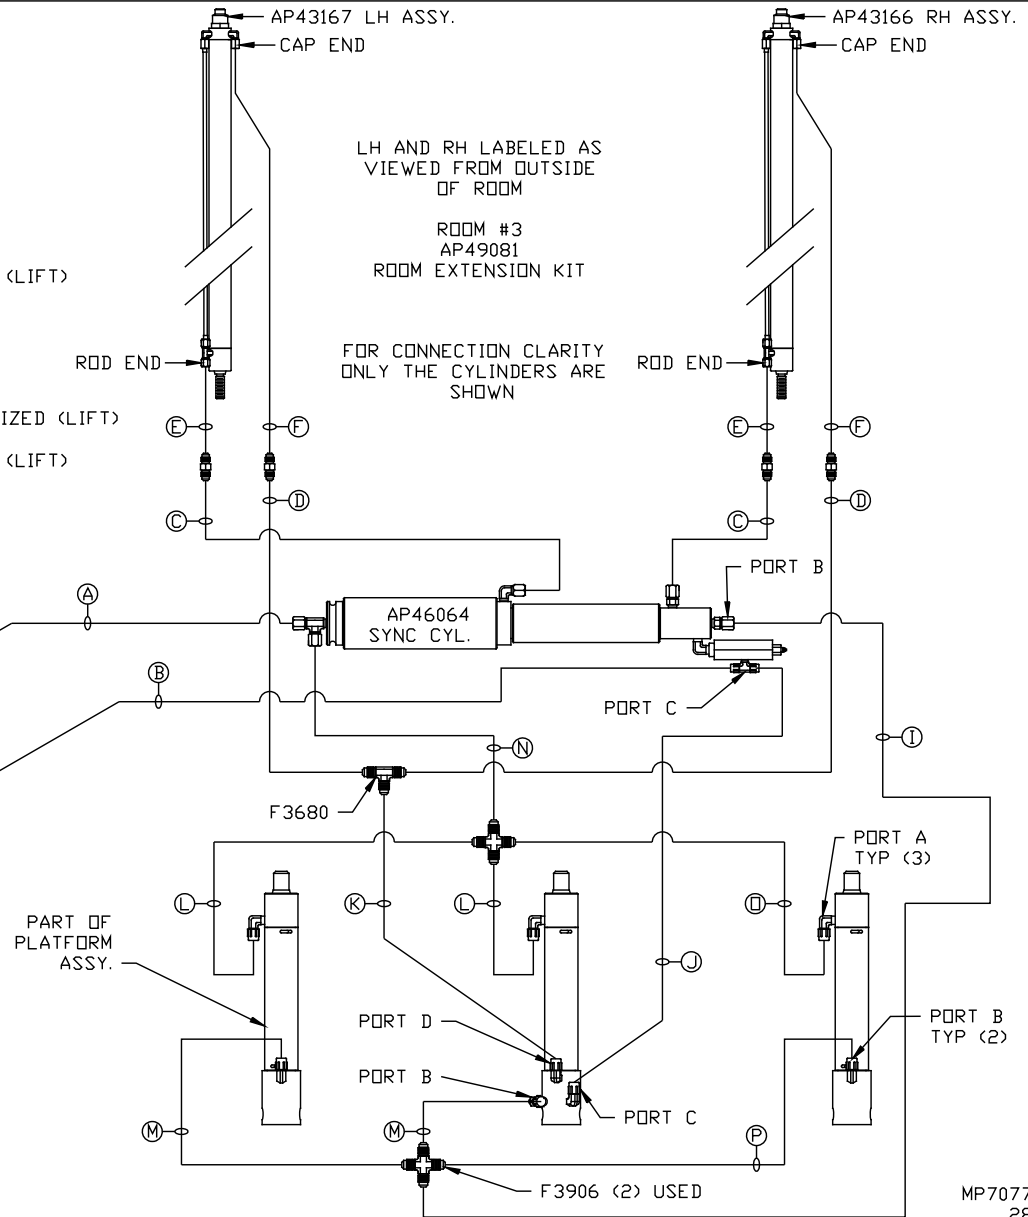 AP43167 LH ASSY.
CAP END
AP43166 RH ASSY.
CAP END
LH AND RH LABELED AS
VIEWED FROM OUTSIDE
OF ROOM
ROOM #3
AP49081
ROOM EXTENSION KIT
(LIFT)
FOR CONNECTION CLARITY
ONLY THE CYLINDERS ARE
SHOWN
ROD END
ROD END
IZED (LIFT)
(LIFT)
E
F
E
F
D
D
C
C
PORT B
A
AP46064
SYNC CYL.
B
PORT C
N
I
F3680
PORT A
TYP (3)
L
K
L
O
PART OF
PLATFORM
ASSY.
J
PORT D
PORT B
TYP (2)
PORT B
PORT C
M
M
P
F3906 (2) USED
MP7077
28